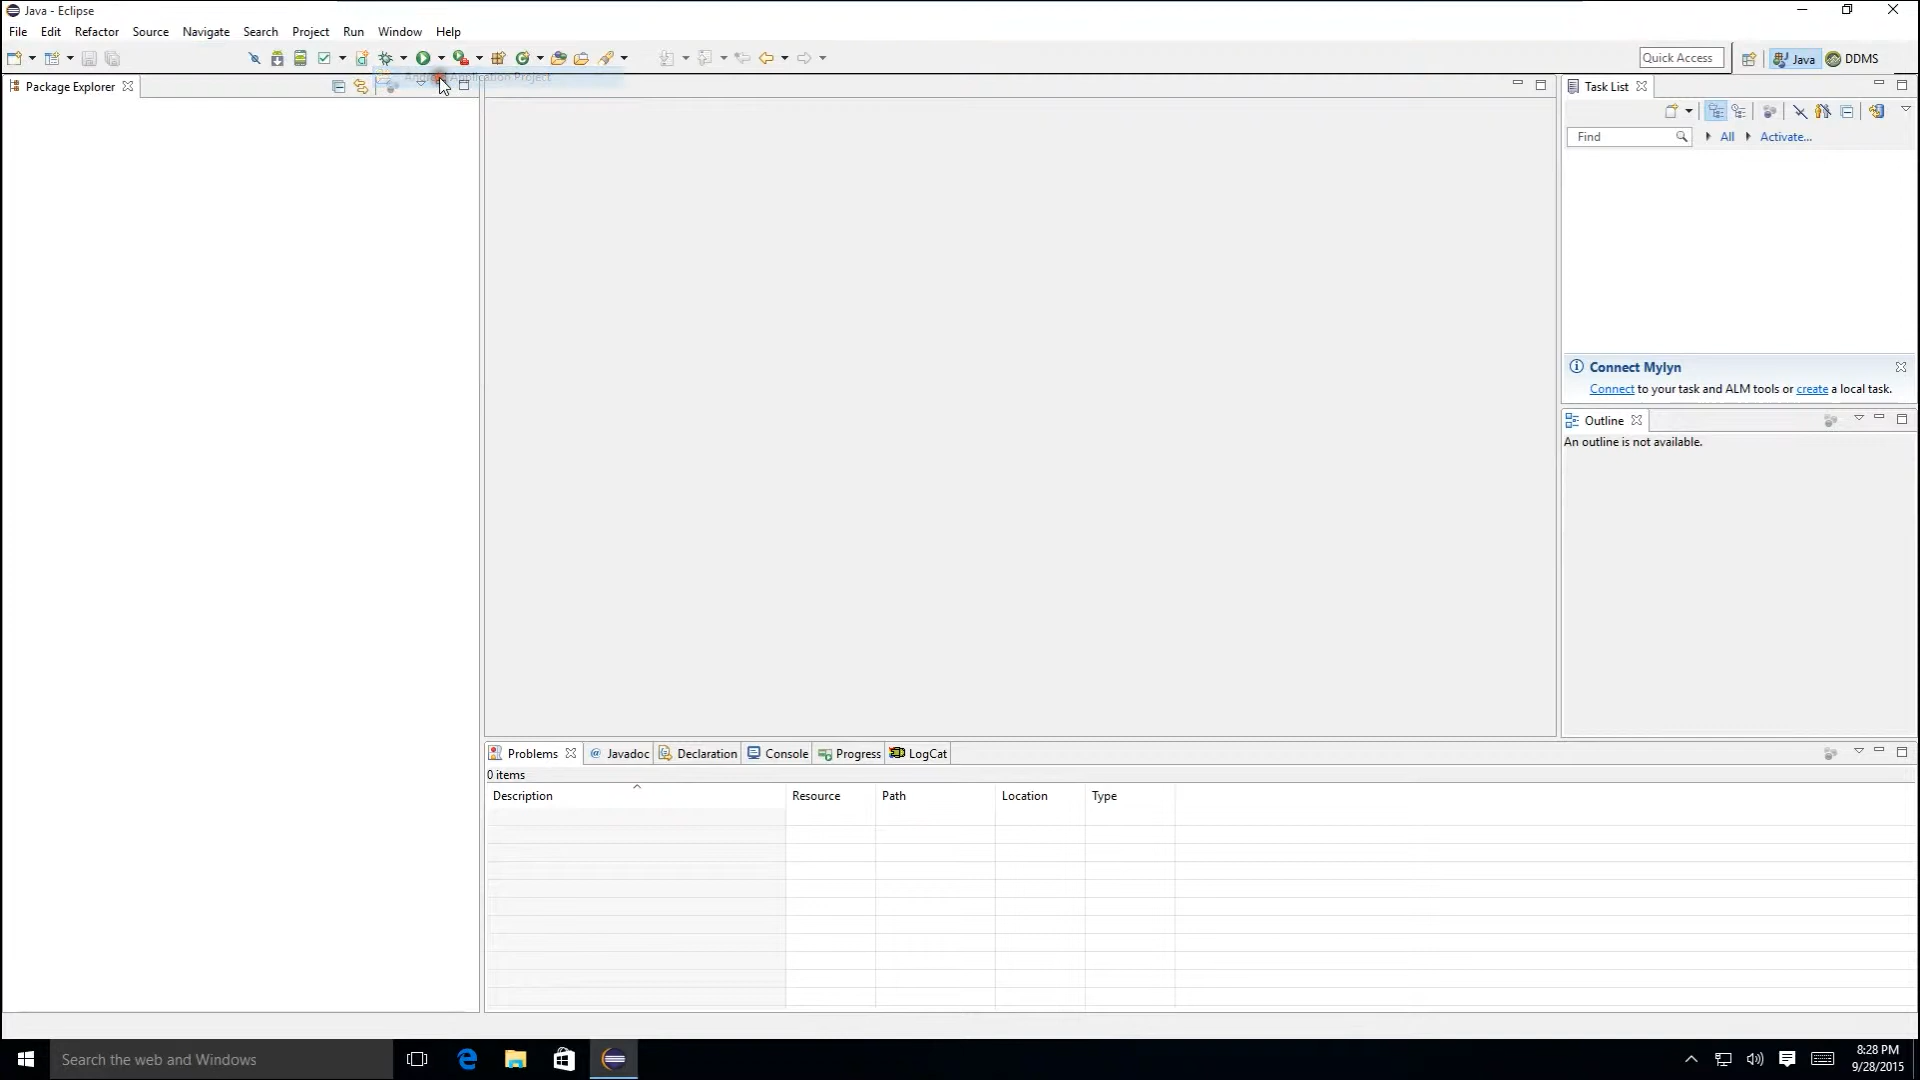 Java - Eclipse
File Edit Refactor Source Navigate Search Project Run Window Help
Quick Access Java DDMS
Android Application Project
Package Explorer
Task List
Find All Activate...
Connect Mylyn
Connect to your task and ALM tools or create a local task.
Outline
An outline is not available.
Problems @ Javadoc Declaration Console Progress LogCat
0 items
Description Resource Path Location Type
Search the web and Windows
8:28 PM
9/28/2015